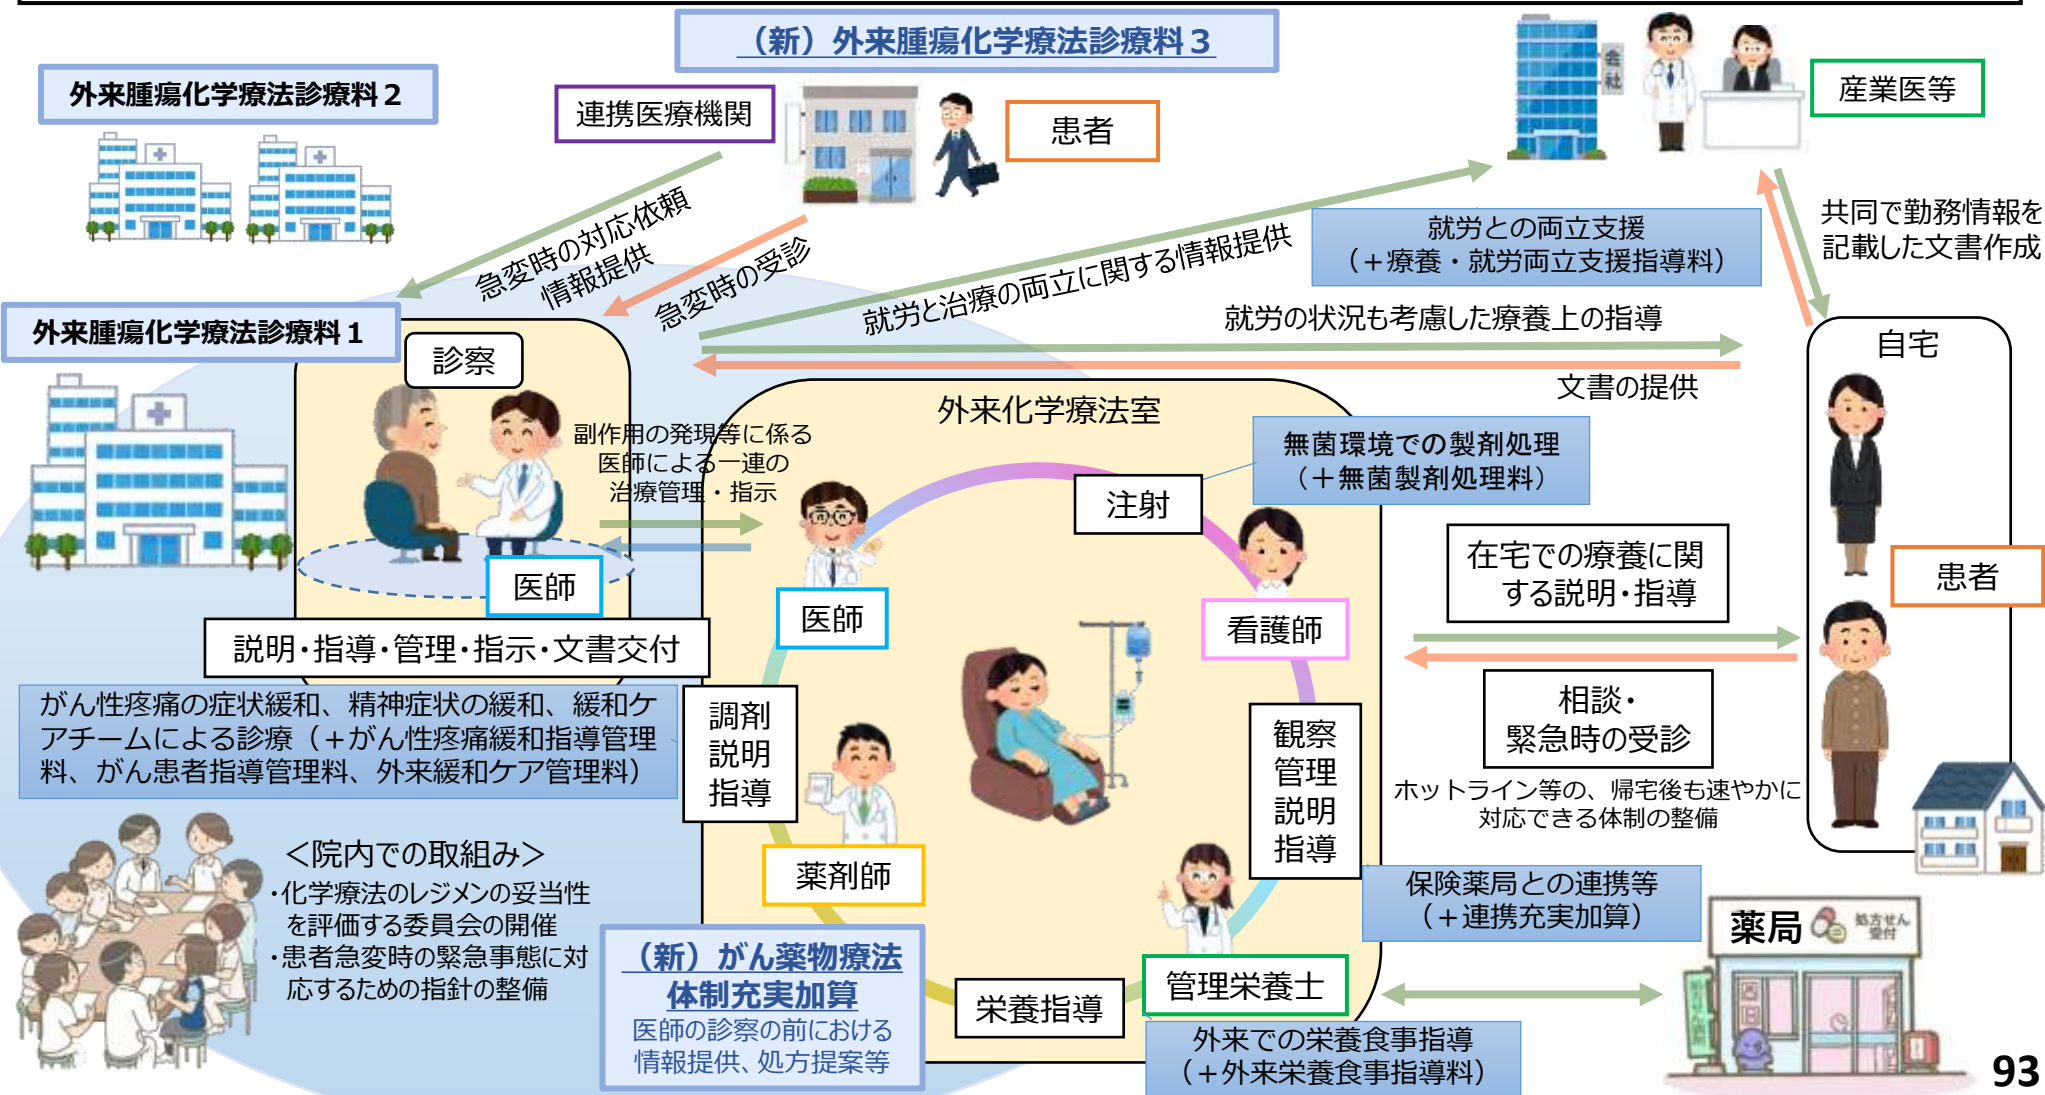 （新）外来腫瘍化学療法診療料３
外来腫瘍化学療法診療料２
連携医療機関
患者
会社
産業医等
急変時の対応依頼
情報提供
急変時の受診
就労と治療の両立に関する情報提供
就労との両立支援
（＋療養・就労両立支援指導料）
共同で勤務情報を
記載した文書作成
就労の状況も考慮した療養上の指導
文書の提供
外来腫瘍化学療法診療料１
診察
医師
副作用の発現等に係る
医師による一連の
治療管理・指示
説明・指導・管理・指示・文書交付
がん性疼痛の症状緩和、精神症状の緩和、緩和ケ
アチームによる診療（＋がん性疼痛緩和指導管理
料、がん患者指導管理料、外来緩和ケア管理料）
＜院内での取組み＞
・化学療法のレジメンの妥当性
を評価する委員会の開催
・患者急変時の緊急事態に対
応するための指針の整備
外来化学療法室
無菌環境での製剤処理
（＋無菌製剤処理料）
注射
医師
看護師
調剤
説明
指導
観察
管理
説明
指導
薬剤師
（新）がん薬物療法
体制充実加算
医師の診察の前における
情報提供、処方提案等
栄養指導
管理栄養士
外来での栄養食事指導
（＋外来栄養食事指導料）
自宅
患者
在宅での療養に関
する説明・指導
相談・
緊急時の受診
ホットライン等の、帰宅後も速やかに
対応できる体制の整備
保険薬局との連携等
（＋連携充実加算）
薬局
処方せん
受付
93